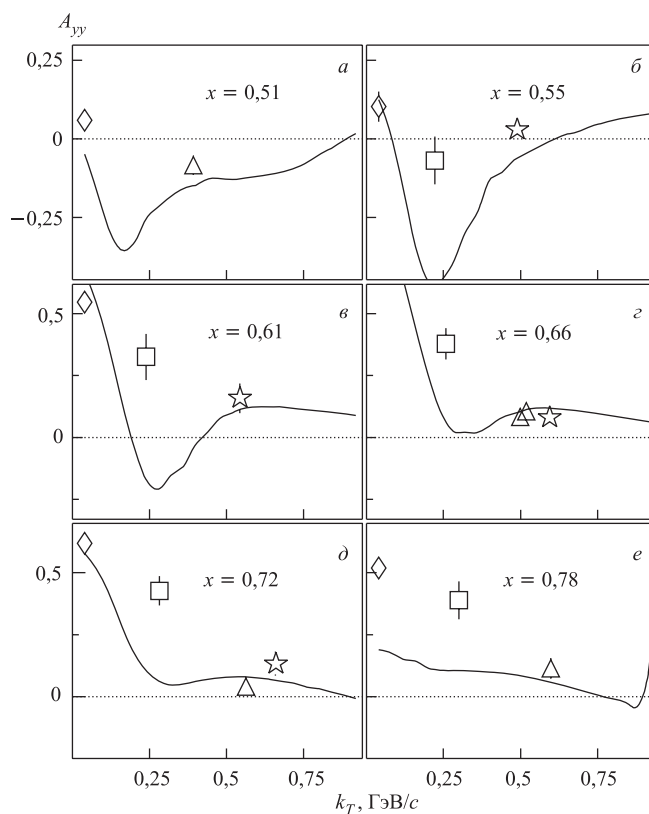 A_yy
0,25
0
−0,25
а
x = 0,51
б
x = 0,55
0,5
0
в
x = 0,61
г
x = 0,66
0,5
0
д
x = 0,72
е
x = 0,78
0,25 0,5 0,75 0,25 0,5 0,75
k_T, ГэВ/c